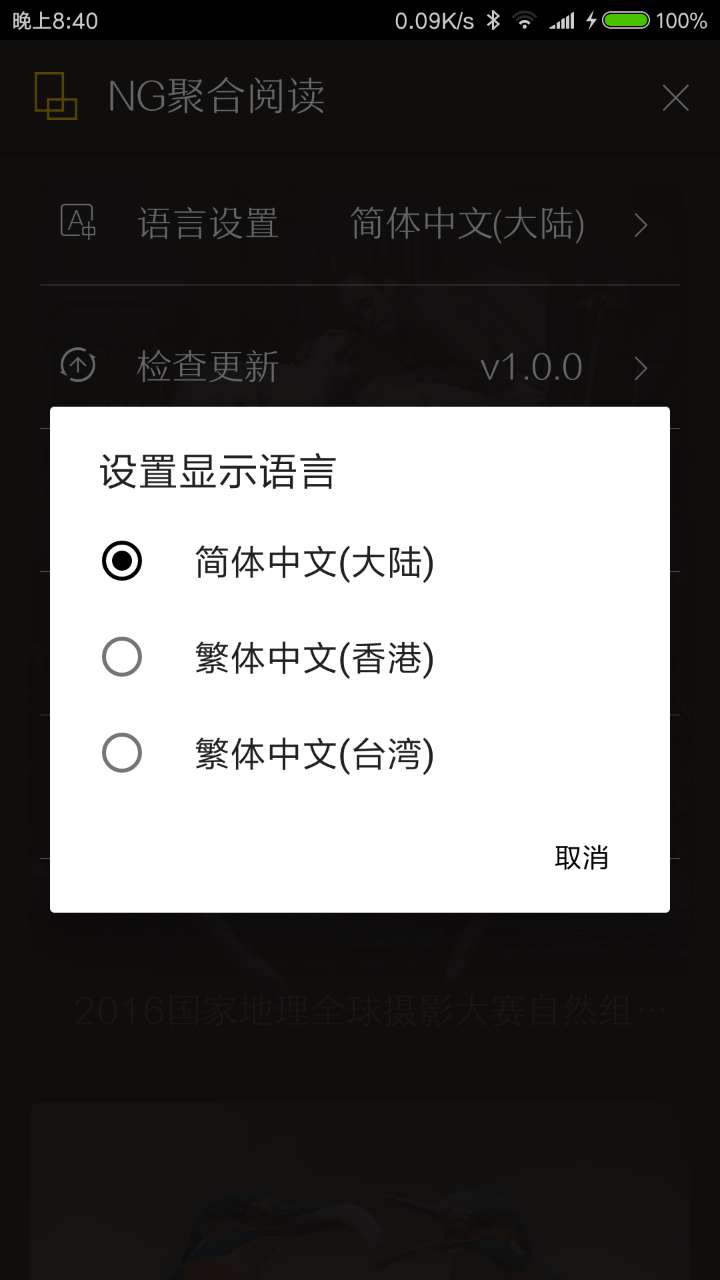 晚上8:40 0.09K/s 100%
NG聚合阅读
语言设置 简体中文(大陆)
检查更新 v1.0.0
设置显示语言
简体中文(大陆)
繁体中文(香港)
繁体中文(台湾)
取消
2016国家地理全球摄影大赛自然组…